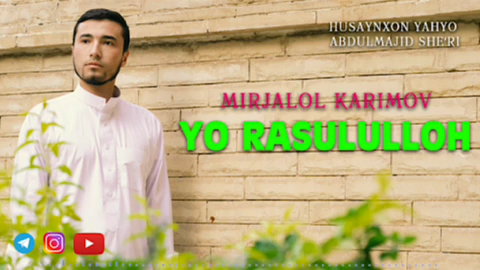 HUSAYNXON YAHYO
ABDULMAJID SHE'RI
MIRJALOL KARIMOV
YO RASULULLOH